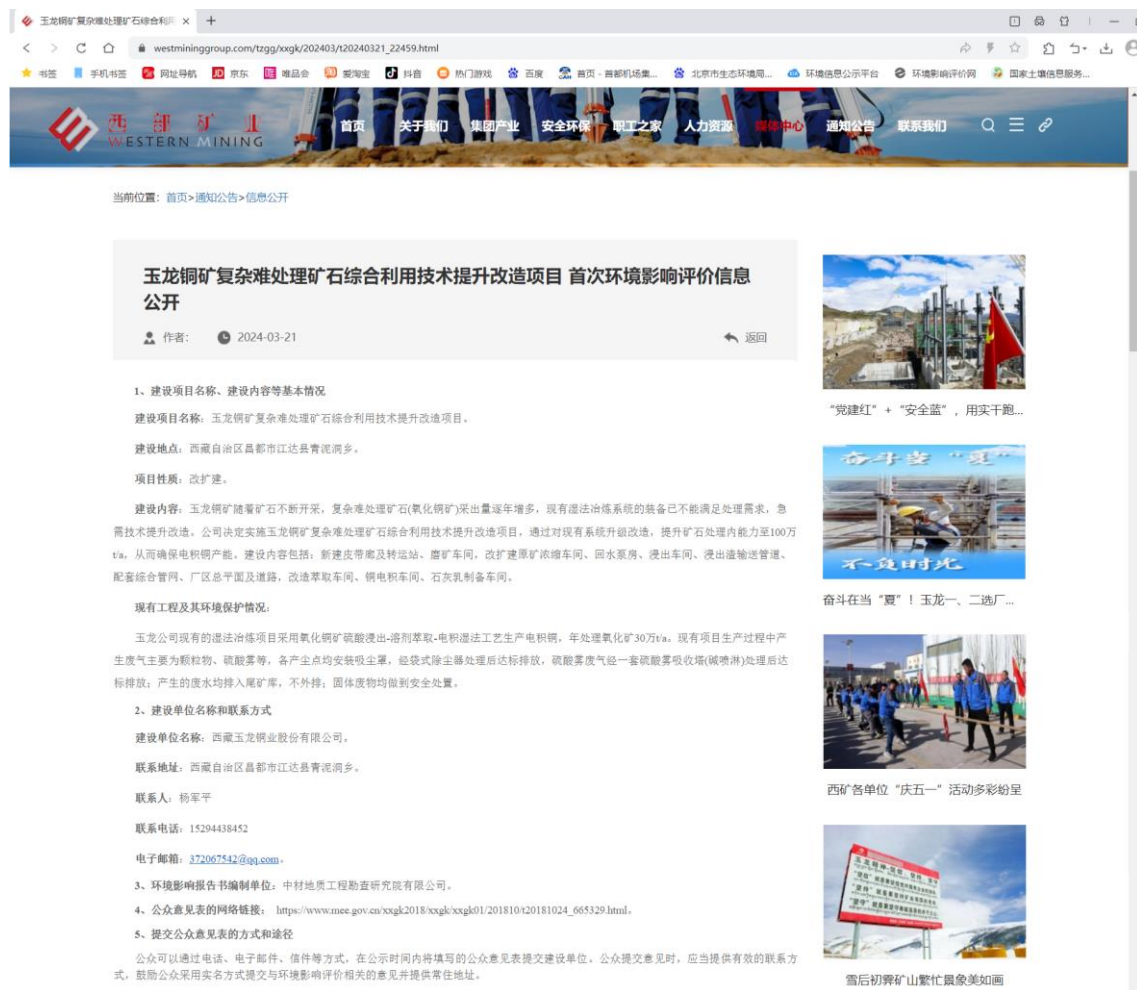 玉龙铜矿复杂难处理矿石综合利用
westmininggroup.com/tzgg/xxgk/202403/t20240321_22459.html
书签 手机书签 网址导航 京东 唯品会 爱淘宝 抖音 热门游戏 百度 首页 - 首都机场集... 北京市生态环境局... 环境信息公示平台 环境影响评价网 国家土壤信息服务...
西部矿业
WESTERN MINING
首页 关于我们 集团产业 安全环保 职工之家 人力资源 媒体中心 通知公告 联系我们
当前位置：首页>通知公告>信息公开
玉龙铜矿复杂难处理矿石综合利用技术提升改造项目 首次环境影响评价信息
公开
作者： 2024-03-21 返回
1、建设项目名称、建设内容等基本情况
建设项目名称：玉龙铜矿复杂难处理矿石综合利用技术提升改造项目。
建设地点：西藏自治区昌都市江达县青泥洞乡。
项目性质：改扩建。
建设内容：玉龙铜矿随着矿石不断开采，复杂难处理矿石(氧化铜矿)采出量逐年增多，现有湿法冶炼系统的装备已不能满足处理需求，急
需技术提升改造，公司决定实施玉龙铜矿复杂难处理矿石综合利用技术提升改造项目，通过对现有系统升级改造，提升矿石处理内能力至100万
t/a，从而确保电积铜产能。建设内容包括：新建皮带廊及转运站、磨矿车间，改扩建原矿浓缩车间、回水泵房、浸出车间、浸出渣输送管道、
配套综合管网、厂区总平面及道路，改造萃取车间、铜电积车间、石灰乳制备车间。
现有工程及其环境保护情况：
玉龙公司现有的湿法冶炼项目采用氧化铜矿硫酸浸出-溶剂萃取-电积湿法工艺生产电积铜，年处理氧化矿30万t/a。现有项目生产过程中产
生废气主要为颗粒物、硫酸雾等，各产尘点均安装吸尘罩，经袋式除尘器处理后达标排放，硫酸雾废气经一套硫酸雾吸收塔(碱喷淋)处理后达
标排放；产生的废水均排入尾矿库，不外排；固体废物均做到安全处置。
2、建设单位名称和联系方式
建设单位名称：西藏玉龙铜业股份有限公司。
联系地址：西藏自治区昌都市江达县青泥洞乡。
联系人：杨军平
联系电话：15294438452
电子邮箱：372067542@qq.com。
3、环境影响报告书编制单位：中材地质工程勘查研究院有限公司。
4、公众意见表的网络链接： https://www.mee.gov.cn/xxgk2018/xxgk/xxgk01/201810/t20181024_665329.html。
5、提交公众意见表的方式和途径
公众可以通过电话、电子邮件、信件等方式，在公示时间内将填写的公众意见表提交建设单位。公众提交意见时，应当提供有效的联系方
式，鼓励公众采用实名方式提交与环境影响评价相关的意见并提供常住地址。
“党建红”+“安全蓝”，用实干跑...
奋斗当“夏”
不负时光
奋斗在当“夏”！玉龙一、二选厂...
西矿各单位“庆五一”活动多彩纷呈
雪后初霁矿山繁忙景象美如画